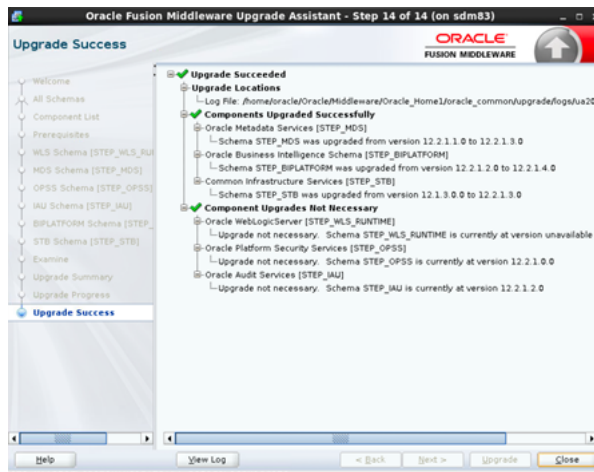 Oracle Fusion Middleware Upgrade Assistant - Step 14 of 14 (on sdm83)
Upgrade Success
ORACLE
FUSION MIDDLEWARE
Welcome
All Schemas
Component List
Prerequisites
WLS Schema [STEP_WLS_RU
MDS Schema [STEP_MDS]
OPSS Schema [STEP_OPSS]
IAU Schema [STEP_IAU]
BIPLATFORM Schema [STEP_
STB Schema [STEP_STB]
Examine
Upgrade Summary
Upgrade Progress
Upgrade Success
Upgrade Succeeded
Upgrade Locations
Log File: /home/oracle/Oracle/Middleware/Oracle_Home1/oracle_common/upgrade/logs/ua20
Components Upgraded Successfully
Oracle Metadata Services [STEP_MDS]
Schema STEP_MDS was upgraded from version 12.2.1.1.0 to 12.2.1.3.0
Oracle Business Intelligence Schema [STEP_BIPLATFORM]
Schema STEP_BIPLATFORM was upgraded from version 12.2.1.2.0 to 12.2.1.4.0
Common Infrastructure Services [STEP_STB]
Schema STEP_STB was upgraded from version 12.1.3.0.0 to 12.2.1.3.0
Component Upgrades Not Necessary
Oracle WebLogicServer [STEP_WLS_RUNTIME]
Upgrade not necessary. Schema STEP_WLS_RUNTIME is currently at version unavailable
Oracle Platform Security Services [STEP_OPSS]
Upgrade not necessary. Schema STEP_OPSS is currently at version 12.2.1.0.0
Oracle Audit Services [STEP_IAU]
Upgrade not necessary. Schema STEP_IAU is currently at version 12.2.1.2.0
Help
View Log
< Back
Next >
Upgrade
Close